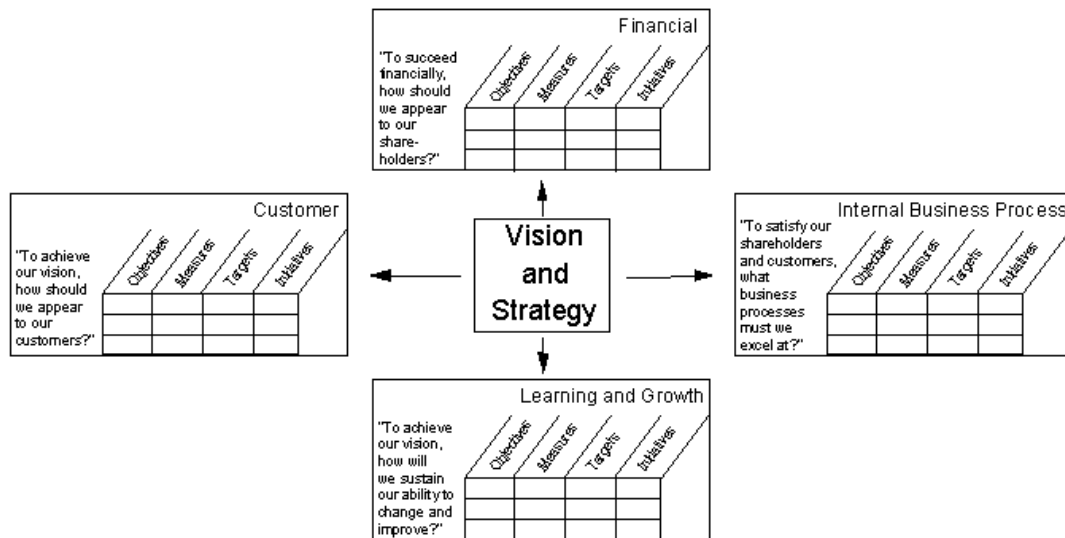 Financial
"To succeed
financially,
how should
we appear
to our
share-
holders?"
Objectives
Measures
Targets
Initiatives
Customer
"To achieve
our vision,
how should
we appear
to our
customers?"
Objectives
Measures
Targets
Initiatives
Vision
and
Strategy
Internal Business Process
"To satisfy our
shareholders
and customers,
what
business
processes
must we
excel at?"
Objectives
Measures
Targets
Initiatives
Learning and Growth
"To achieve
our vision,
how will
we sustain
our ability to
change and
improve?"
Objectives
Measures
Targets
Initiatives